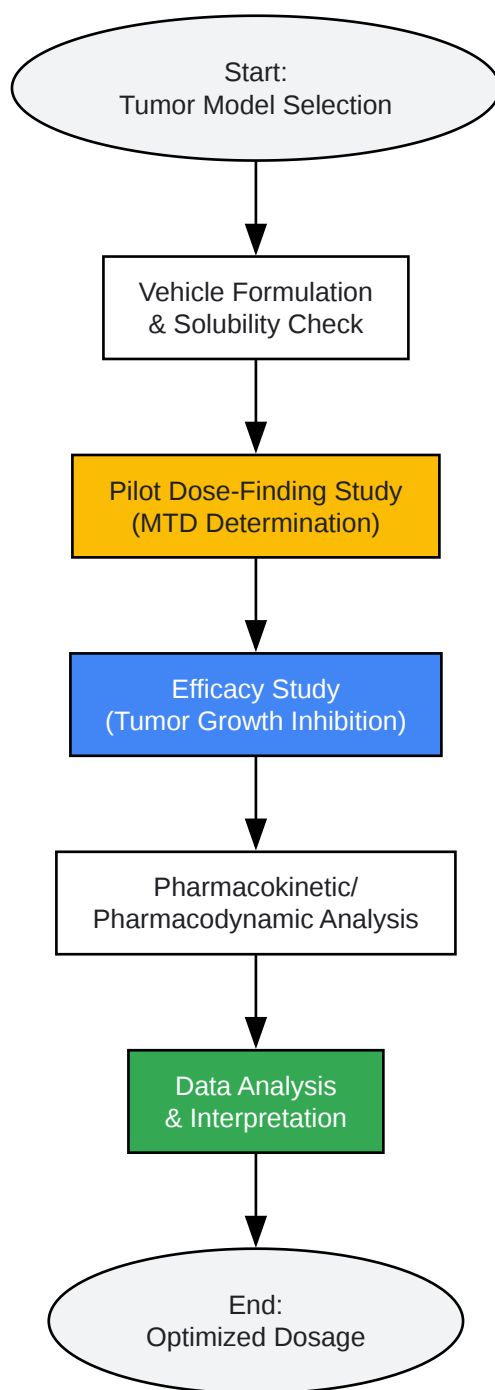 Start:
Tumor Model Selection
Vehicle Formulation
& Solubility Check
Pilot Dose-Finding Study
(MTD Determination)
Efficacy Study
(Tumor Growth Inhibition)
Pharmacokinetic/
Pharmacodynamic Analysis
Data Analysis
& Interpretation
End:
Optimized Dosage